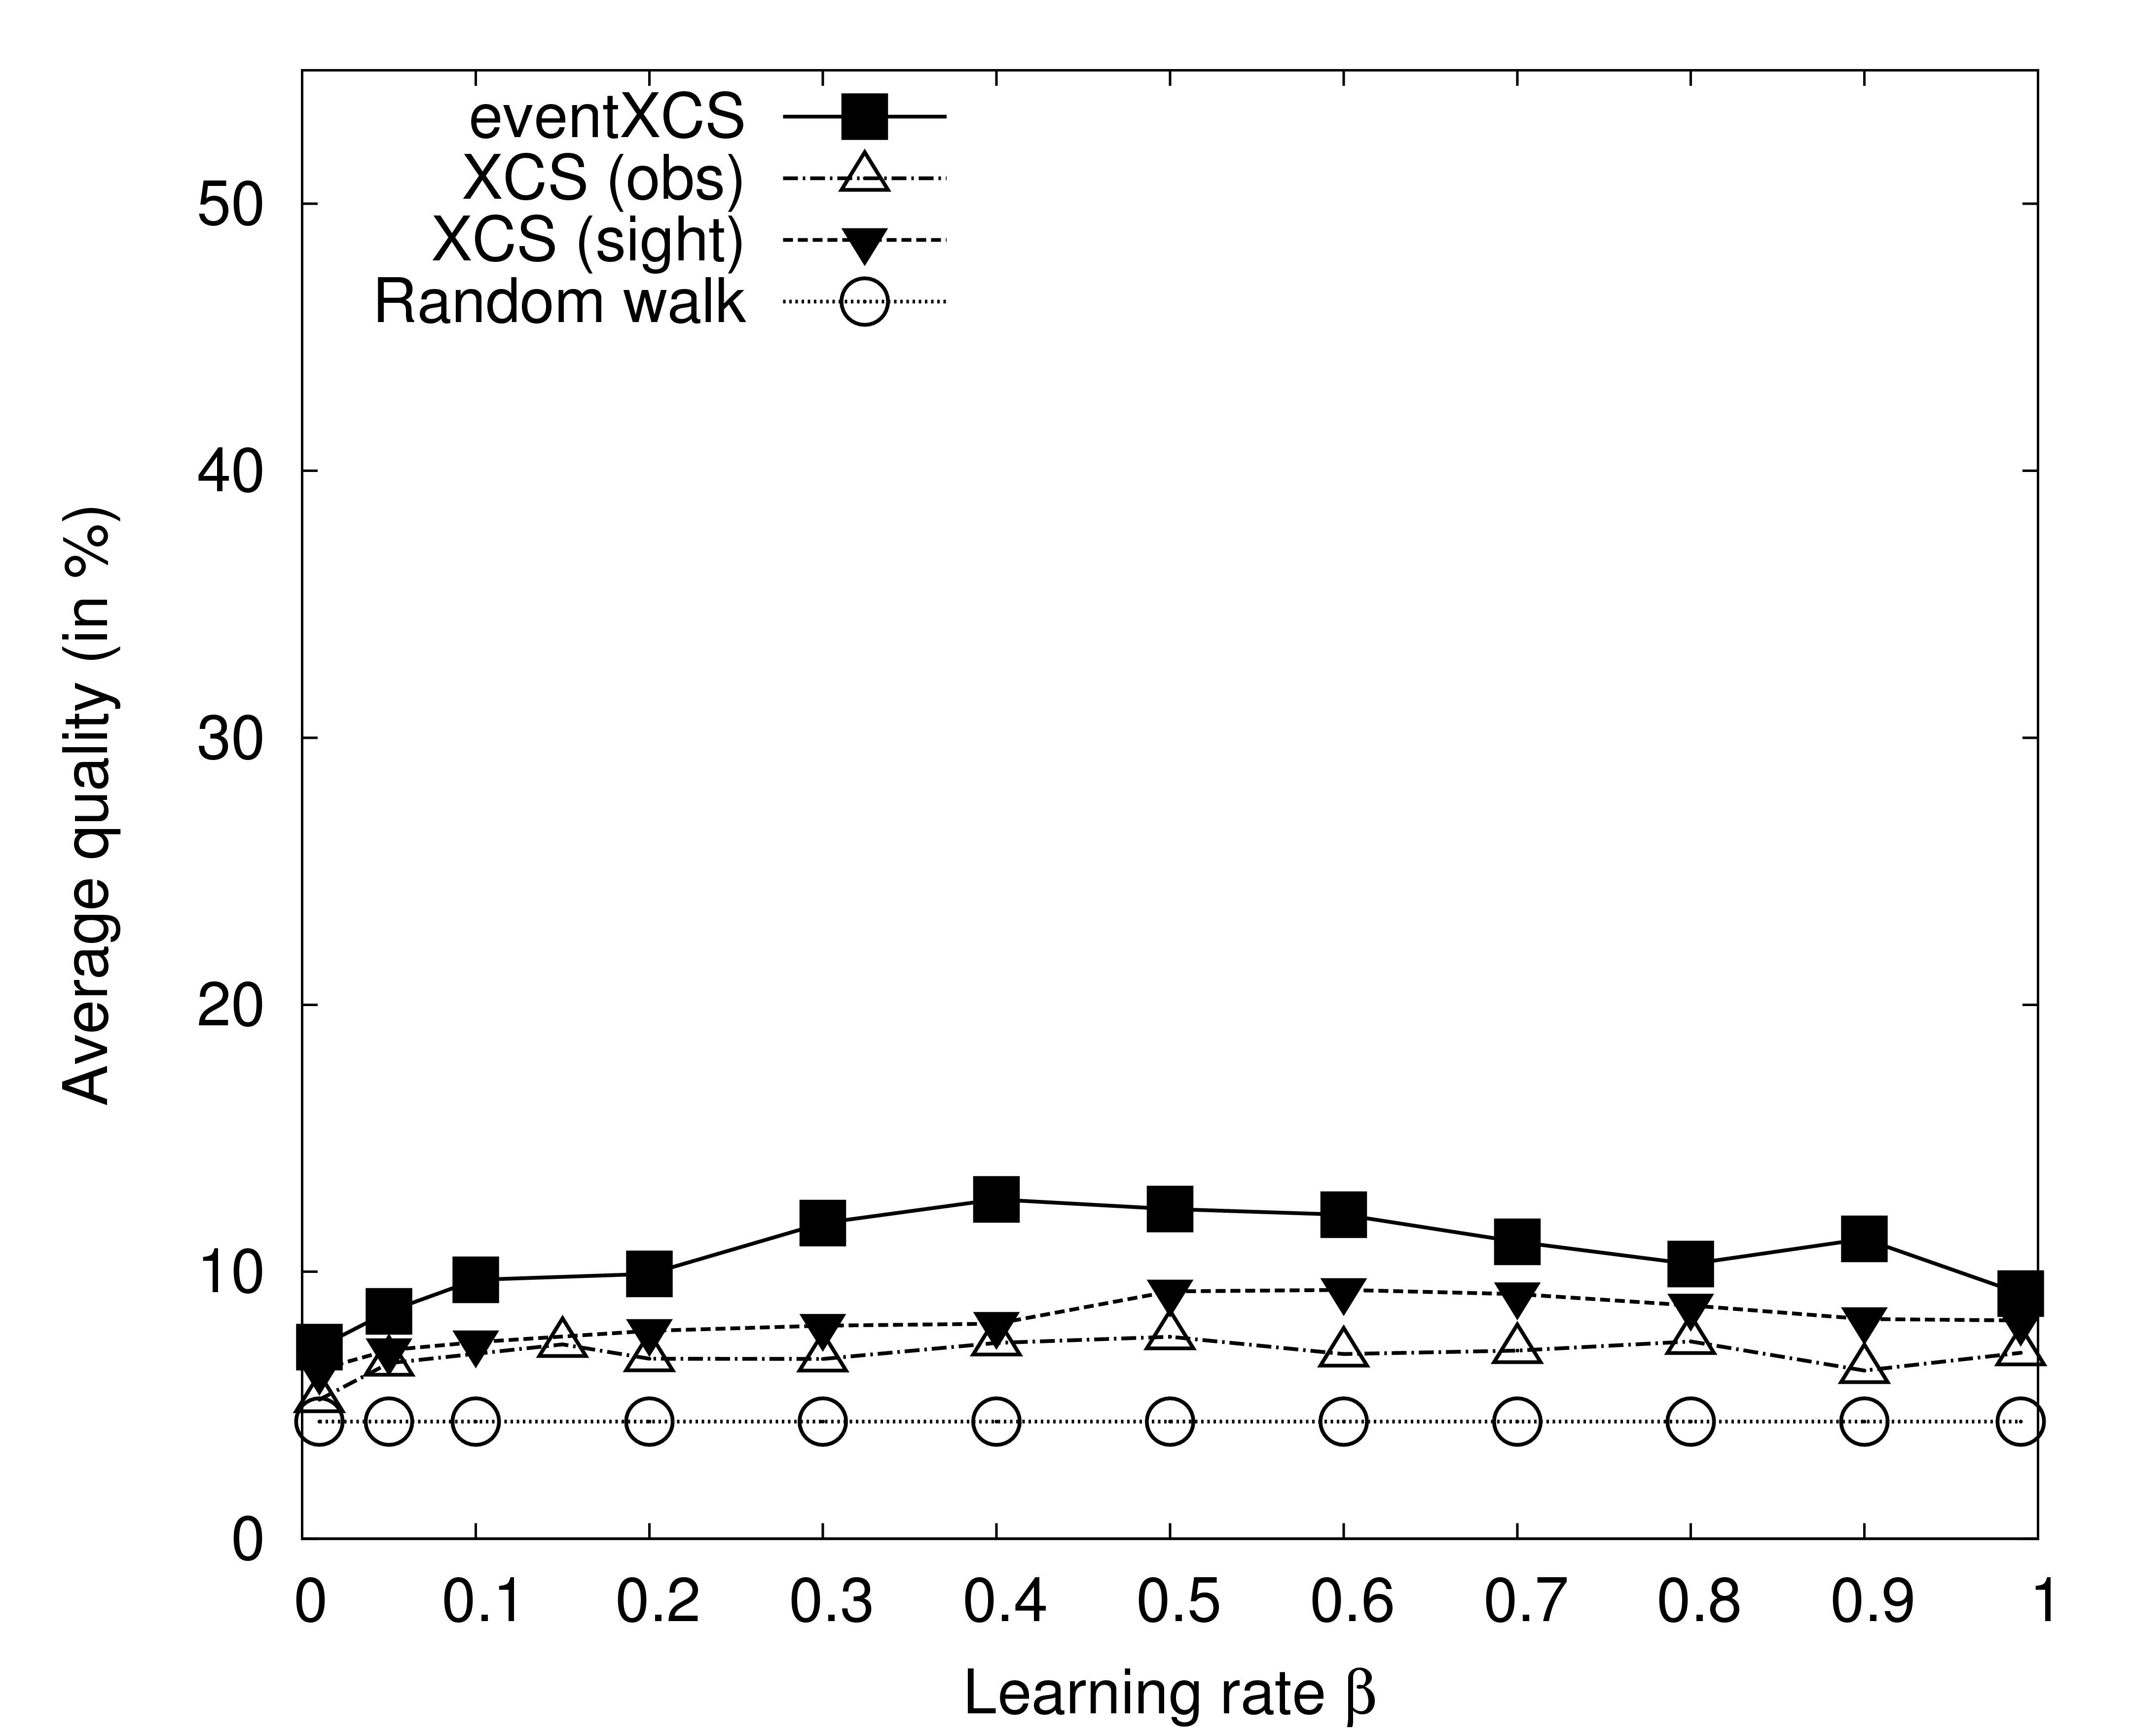 eventXCS
XCS (obs)
XCS (sight)
Random walk
50
40
30
20
10
0
Average quality (in %)
0 0.1 0.2 0.3 0.4 0.5 0.6 0.7 0.8 0.9 1
Learning rate β